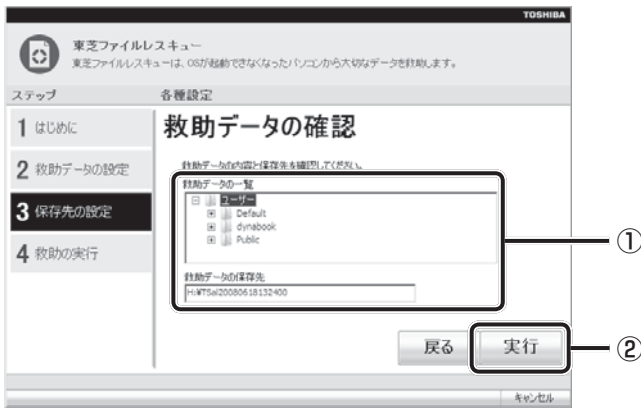 TOSHIBA
東芝ファイルレスキュー
東芝ファイルレスキューは、OSが起動できなくなったパソコンから大切なデータを救助します。
ステップ
各種設定
1 はじめに
2 救助データの設定
3 保存先の設定
4 救助の実行
救助データの確認
救助データの内容と保存先を確認してください。
救助データの一覧
ユーザー
Default
dynabook
Public
①
救助データの保存先
H:¥TSal20080618132400
戻る
実行
②
キャンセル